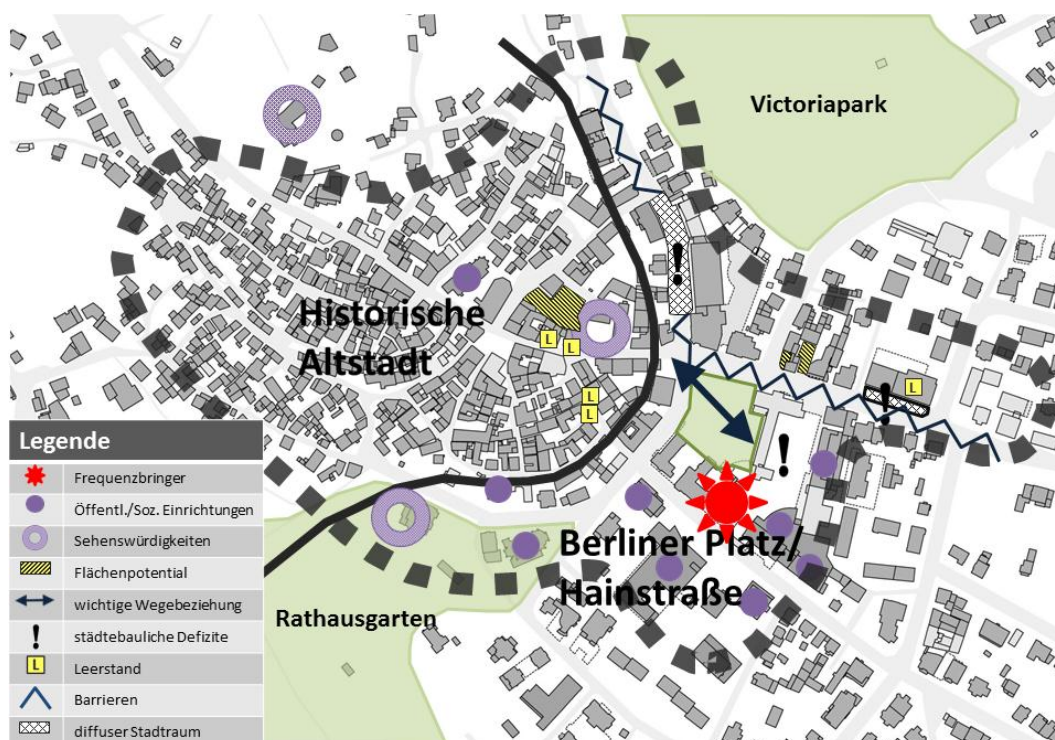 Victoriapark
Historische
Altstadt
!
L
L
L
L
L
!
!
Berliner Platz/
Hainstraße
Rathausgarten
Legende
Frequenzbringer
Öffentl./Soz. Einrichtungen
Sehenswürdigkeiten
Flächenpotential
wichtige Wegebeziehung
! städtebauliche Defizite
L Leerstand
Barrieren
diffuser Stadtraum